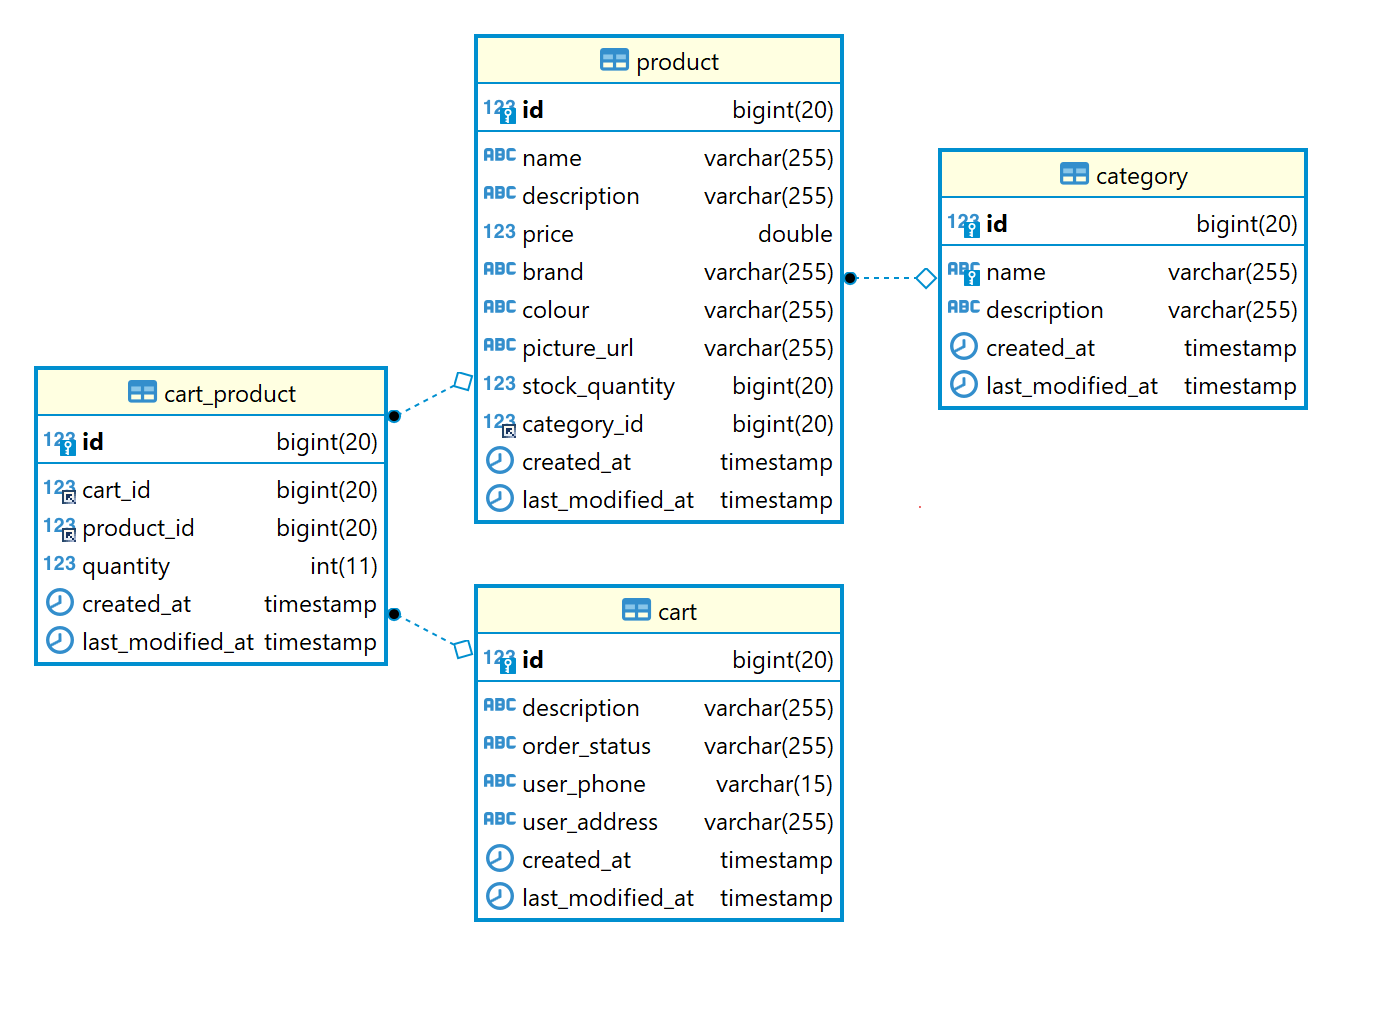 product
123 id bigint(20)
ABC name varchar(255)
ABC description varchar(255)
123 price double
ABC brand varchar(255)
ABC colour varchar(255)
ABC picture_url varchar(255)
123 stock_quantity bigint(20)
123 category_id bigint(20)
created_at timestamp
last_modified_at timestamp
category
123 id bigint(20)
ABC name varchar(255)
ABC description varchar(255)
created_at timestamp
last_modified_at timestamp
cart_product
123 id bigint(20)
123 cart_id bigint(20)
123 product_id bigint(20)
123 quantity int(11)
created_at timestamp
last_modified_at timestamp
cart
123 id bigint(20)
ABC description varchar(255)
ABC order_status varchar(255)
ABC user_phone varchar(15)
ABC user_address varchar(255)
created_at timestamp
last_modified_at timestamp